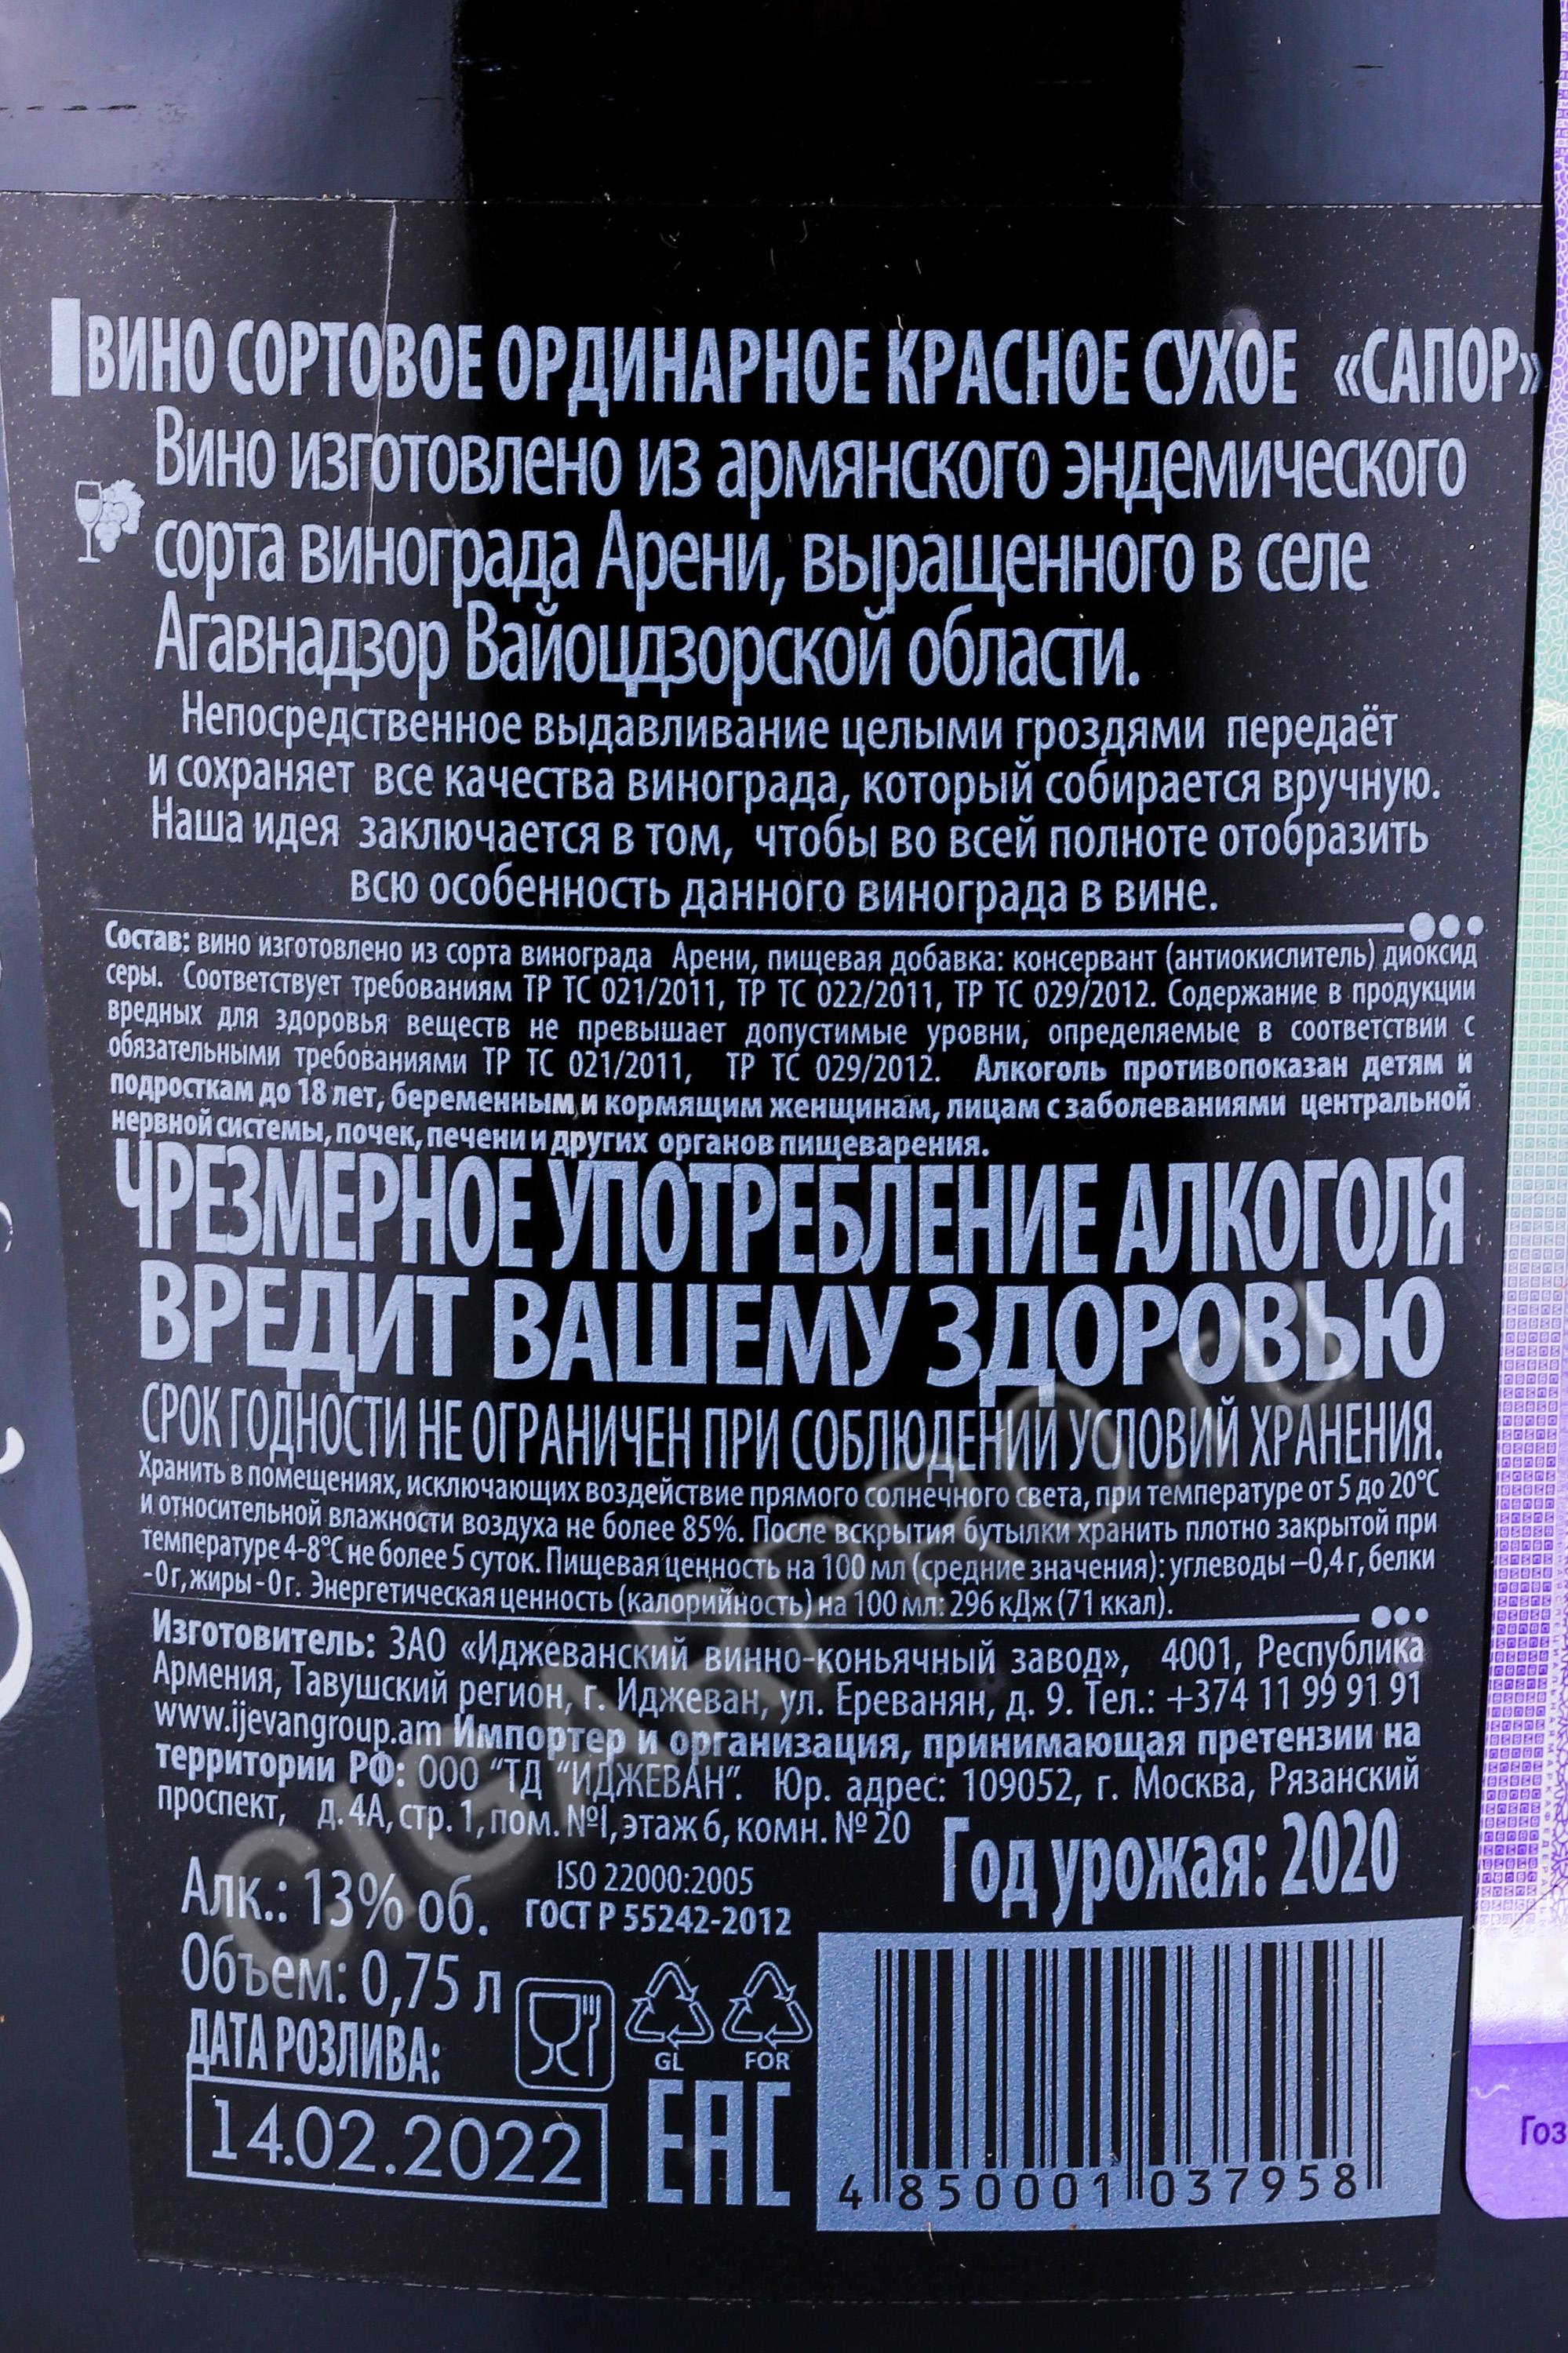 ВИНО СОРТОВОЕ ОРДИНАРНОЕ КРАСНОЕ СУХОЕ «САПОР»
Вино изготовлено из армянского эндемического
сорта винограда Арени, выращенного в селе
Агавнадзор Вайоцдзорской области.
Непосредственное выдавливание целыми гроздями передаёт
и сохраняет все качества винограда, который собирается вручную.
Наша идея заключается в том, чтобы во всей полноте отобразить
всю особенность данного винограда в вине.
Состав: вино изготовлено из сорта винограда Арени, пищевая добавка: консервант (антиокислитель) диоксид
серы. Соответствует требованиям ТР ТС 021/2011, ТР ТС 022/2011, ТР ТС 029/2012. Содержание в продукции
вредных для здоровья веществ не превышает допустимые уровни, определяемые в соответствии с
обязательными требованиями ТР ТС 021/2011, ТР ТС 029/2012. Алкоголь противопоказан детям и
подросткам до 18 лет, беременным и кормящим женщинам, лицам с заболеваниями центральной
нервной системы, почек, печени и других органов пищеварения.
ЧРЕЗМЕРНОЕ УПОТРЕБЛЕНИЕ АЛКОГОЛЯ
ВРЕДИТ ВАШЕМУ ЗДОРОВЬЮ
СРОК ГОДНОСТИ НЕ ОГРАНИЧЕН ПРИ СОБЛЮДЕНИИ УСЛОВИЙ ХРАНЕНИЯ.
Хранить в помещениях, исключающих воздействие прямого солнечного света, при температуре от 5 до 20°С
и относительной влажности воздуха не более 85%. После вскрытия бутылки хранить плотно закрытой при
температуре 4-8°С не более 5 суток. Пищевая ценность на 100 мл (средние значения): углеводы –0,4 г, белки
- 0 г, жиры - 0 г. Энергетическая ценность (калорийность) на 100 мл: 296 кДж (71 ккал).
Изготовитель: ЗАО «Иджеванский винно-коньячный завод», 4001, Республика
Армения, Тавушский регион, г. Иджеван, ул. Ереванян, д. 9. Тел.: +374 11 99 91 91
www.ijevangroup.am Импортер и организация, принимающая претензии на
территории РФ: ООО "ТД "ИДЖЕВАН". Юр. адрес: 109052, г. Москва, Рязанский
проспект, д. 4А, стр. 1, пом. №I, этаж 6, комн. № 20
Год урожая: 2020
Алк.: 13% об.
ISO 22000:2005
ГОСТ Р 55242-2012
Объем: 0,75 л
ДАТА РОЗЛИВА:
14.02.2022
GL FOR
EAC
4 850001 037958
CIGARPRO.ru
Гоз